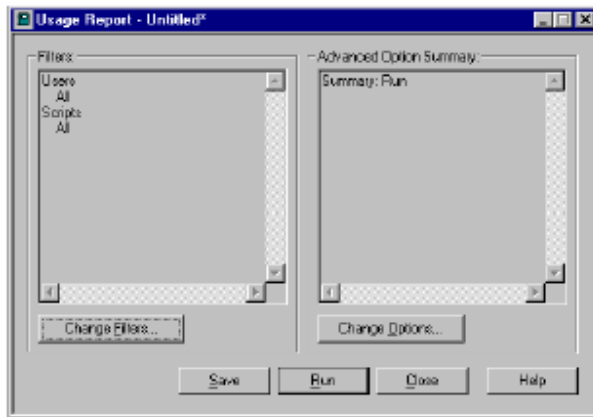 Usage Report - Untitled*
Filters:
Users
All
Scripts
All
Change Filters...
Advanced Option Summary:
Summary: Run
Change Options...
Save
Run
Close
Help